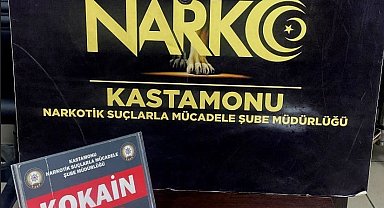 NARKO
KASTAMONU
NARKOTİK SUÇLARLA MÜCADELE ŞUBE MÜDÜRLÜĞÜ
KASTAMONU
NARKOTİK SUÇLARLA MÜCADELE
ŞUBE MÜDÜRLÜĞÜ
KOKAİN